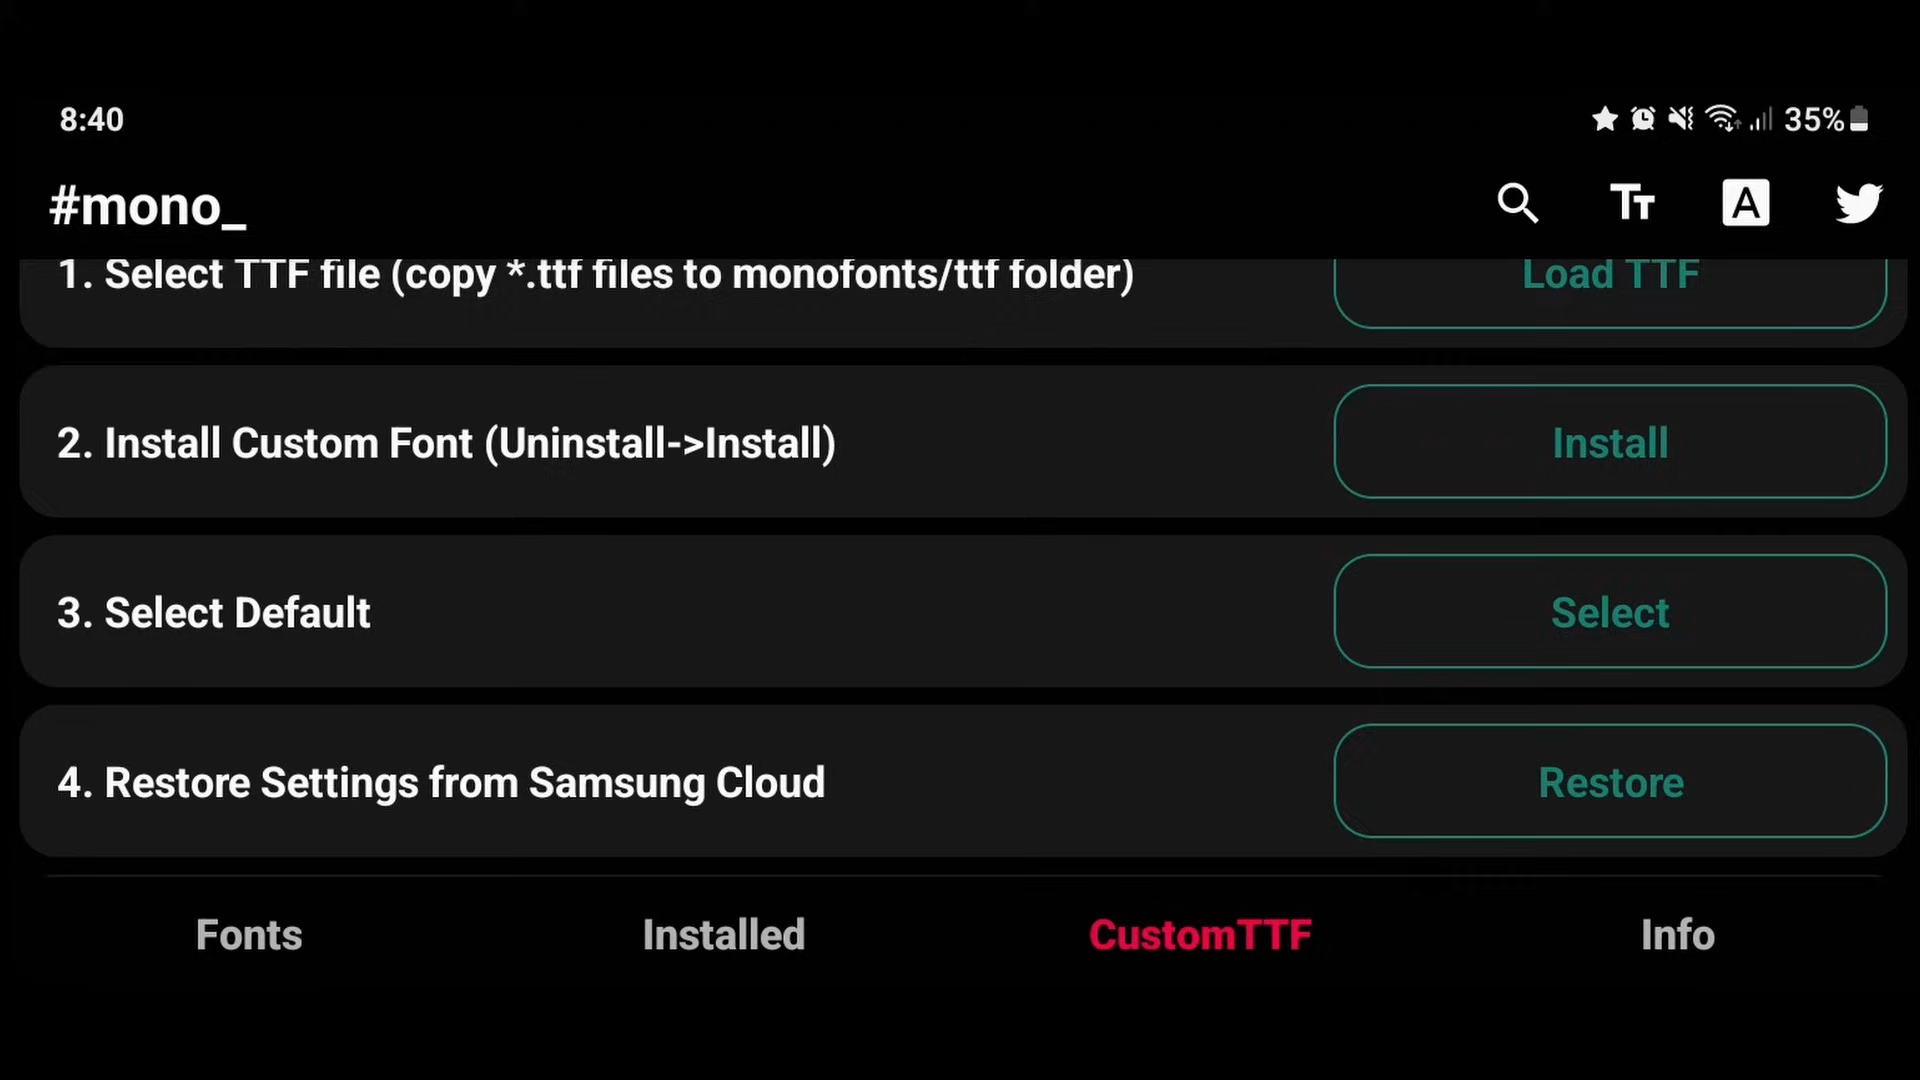 8:40
35%
#mono_
Tт
A
1. Select TTF file (copy *.ttf files to monofonts/ttf folder)
Load TTF
2. Install Custom Font (Uninstall->Install)
Install
3. Select Default
Select
4. Restore Settings from Samsung Cloud
Restore
Fonts
Installed
CustomTTF
Info